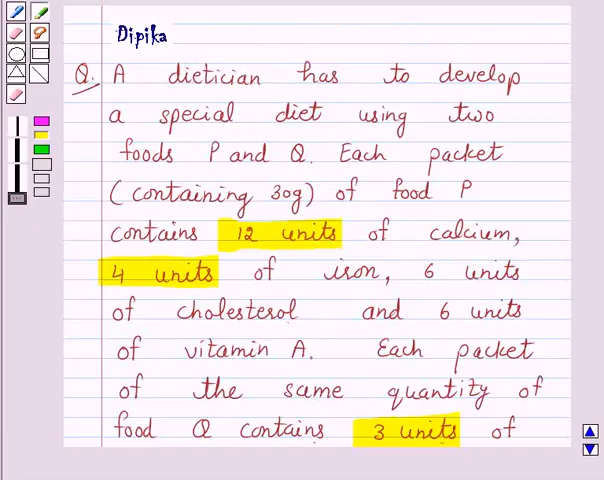 Dipika
Q. A dietician has to develop
a special diet using two
foods P and Q. Each packet
(containing 30g) of food P
contains 12 units of calcium,
4 units of iron, 6 units
of cholesterol and 6 units
of vitamin A. Each packet
of the same quantity of
food Q contains 3 units of